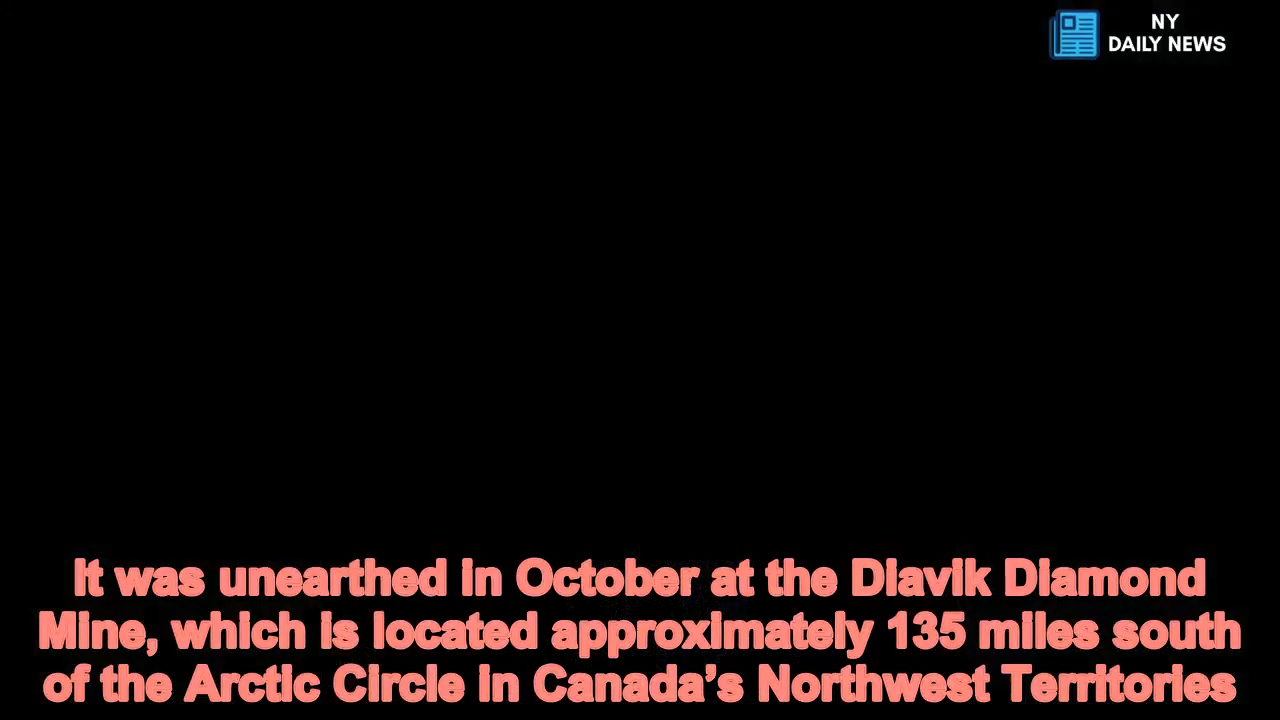 NY
DAILY NEWS
It was unearthed in October at the Diavik Diamond
Mine, which is located approximately 135 miles south
of the Arctic Circle in Canada’s Northwest Territories